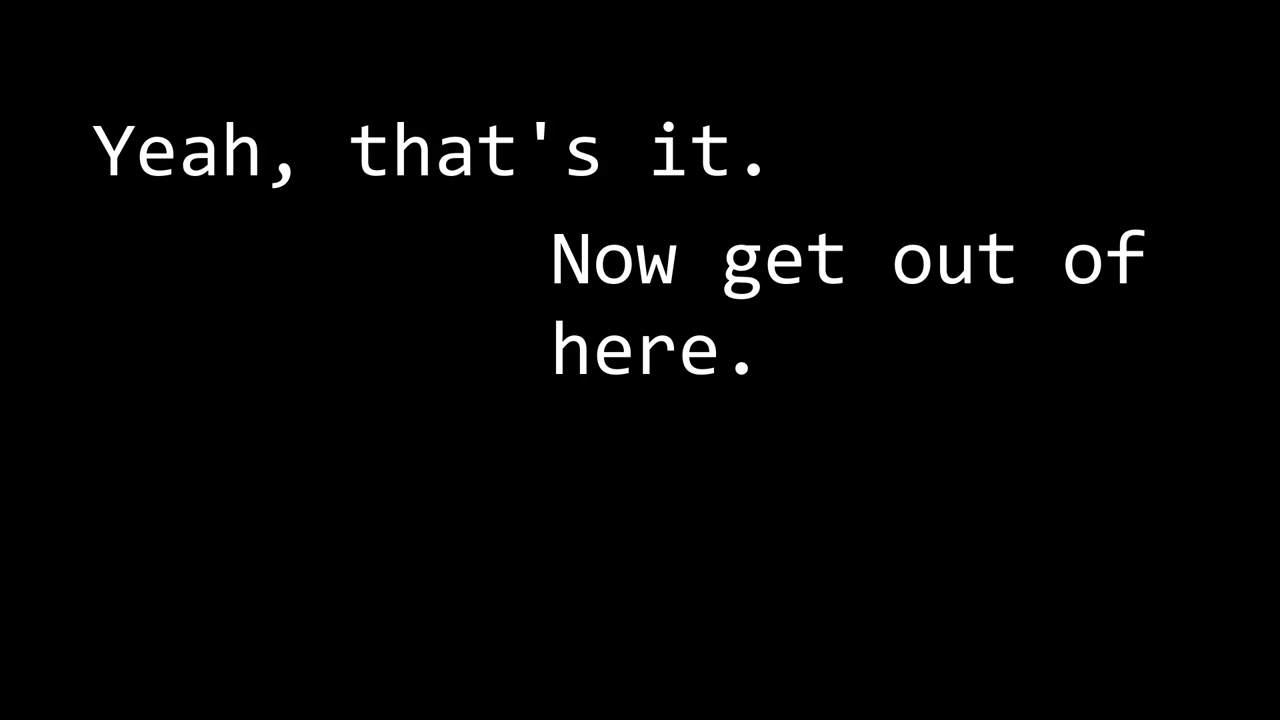 Yeah, that's it.
Now get out of
here.